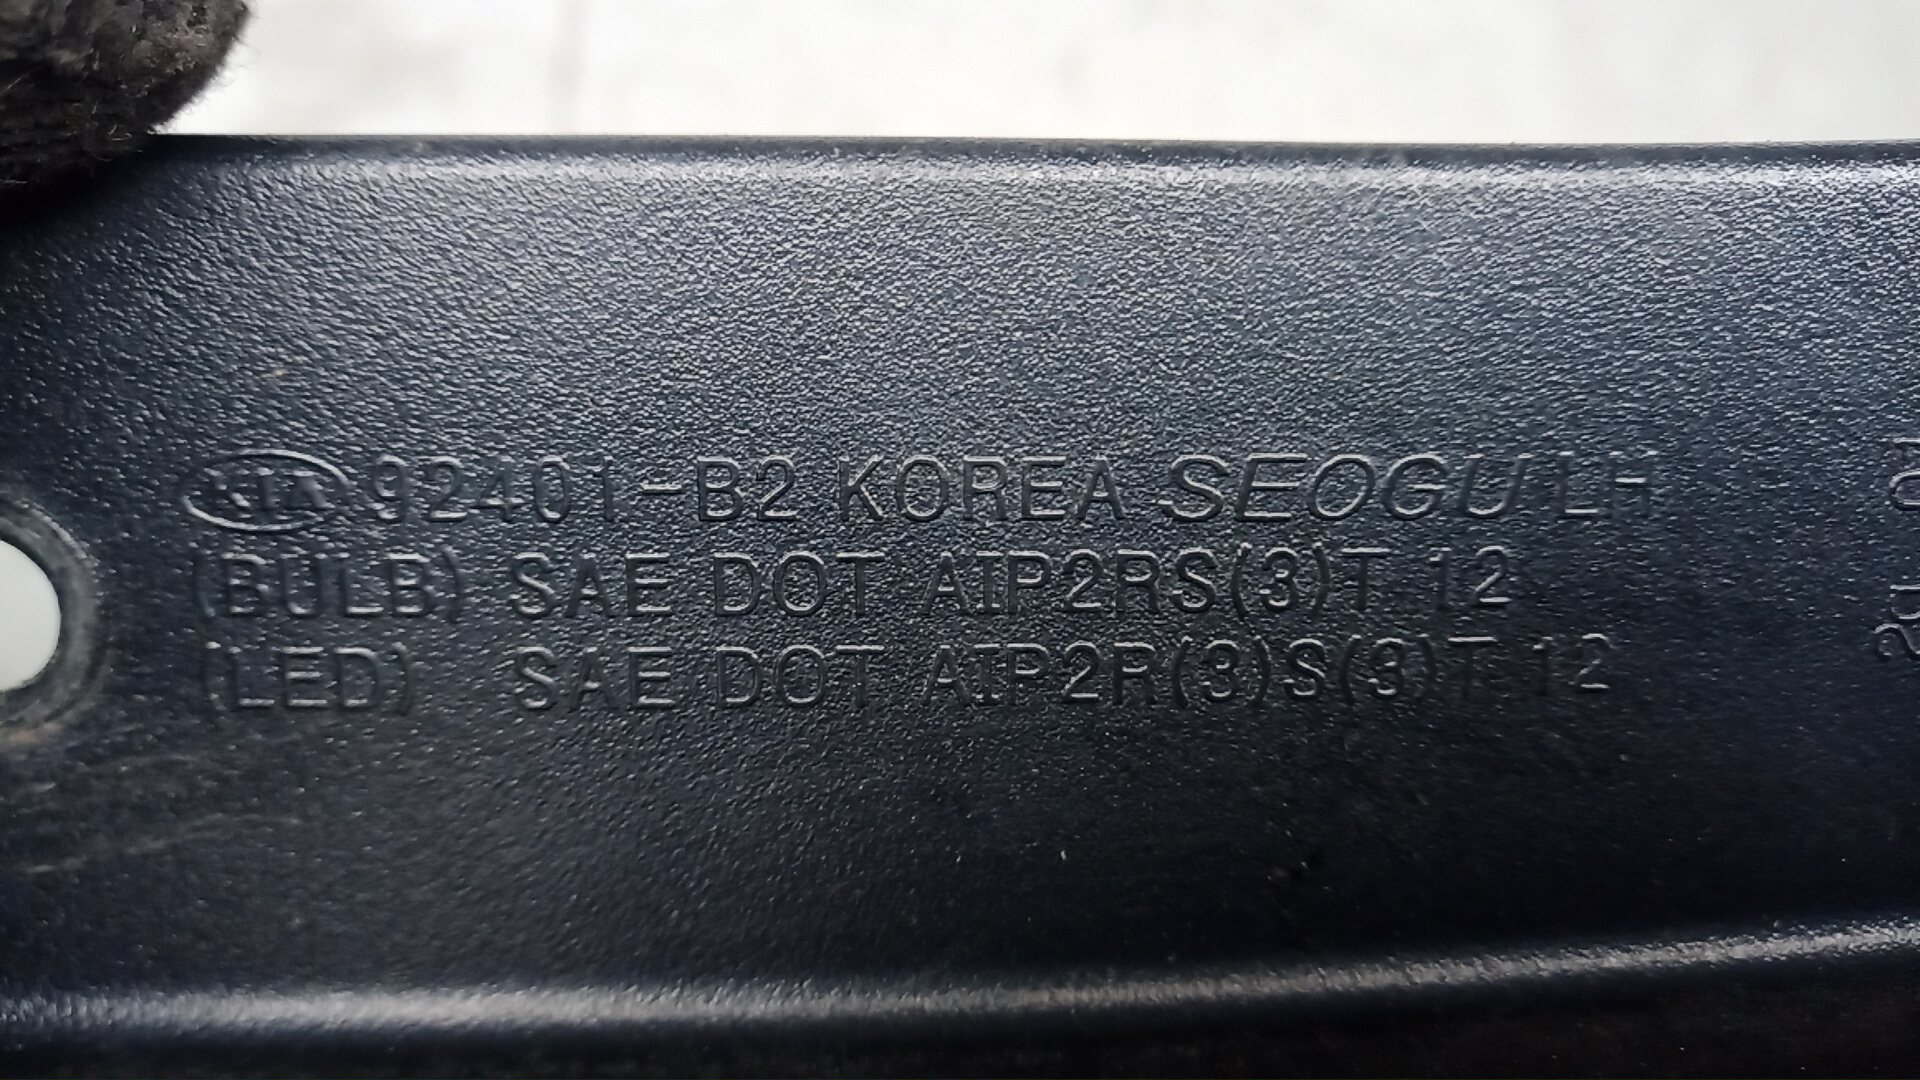 KIA 92401-B2 KOREA SEOGU LH
(BULB) SAE DOT AIP2RS(3)T 12
(LED) SAE DOT AIP2R(3)S(3)T 12